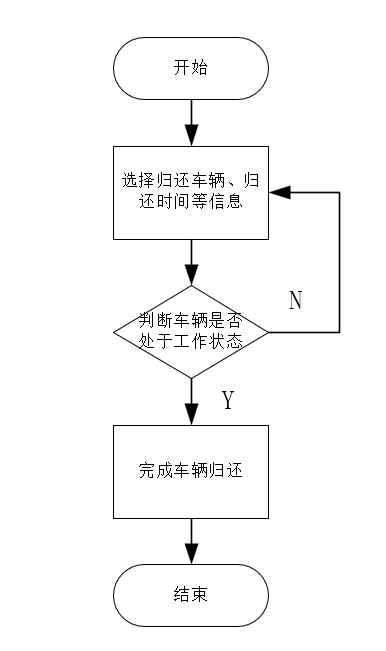 开始
选择归还车辆、归
还时间等信息
判断车辆是否
处于工作状态
N
Y
完成车辆归还
结束